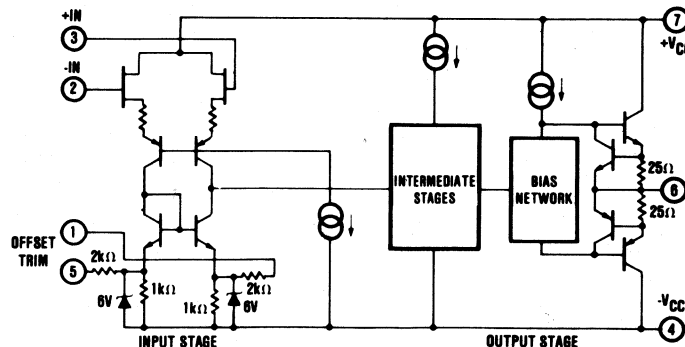 +IN
3
-IN
2
7
+VC
INTERMEDIATE
STAGES
BIAS
NETWORK
25Ω
6
25Ω
1
OFFSET
TRIM
5
2kΩ
6V
1kΩ
2kΩ
1kΩ
6V
-VCC
4
INPUT STAGE
OUTPUT STAGE